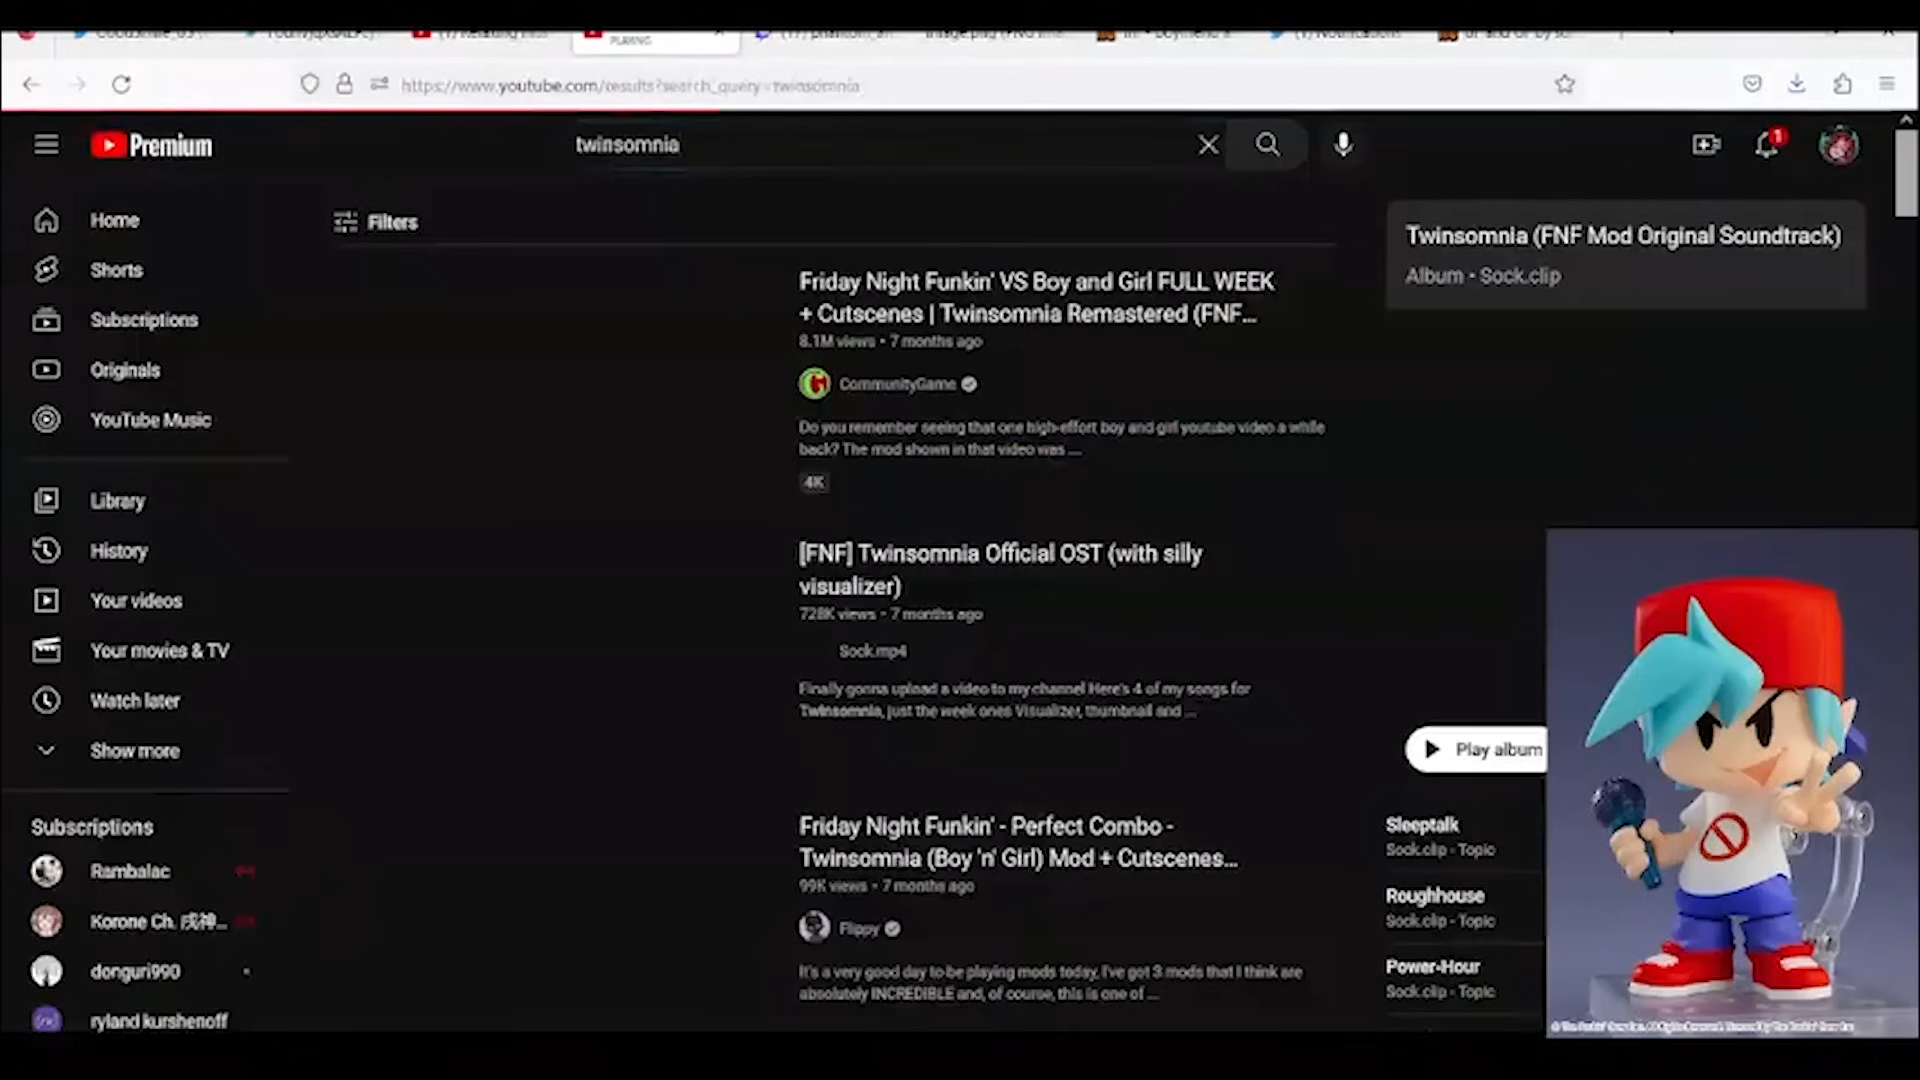 PLAYING
https://www.youtube.com/results?search_query=twinsomnia
Premium
twinsomnia
1
Home
Shorts
Subscriptions
Originals
YouTube Music
Library
History
Your videos
Your movies & TV
Watch later
Show more
Subscriptions
Rambalac
Korone Ch. 戌神...
donguri990
ryland kurshenoff
Filters
Friday Night Funkin' VS Boy and Girl FULL WEEK
+ Cutscenes | Twinsomnia Remastered (FNF...
8.1M views • 7 months ago
CommunityGame
Do you remember seeing that one high-effort boy and girl youtube video a while
back? The mod shown in that video was ...
4K
[FNF] Twinsomnia Official OST (with silly
visualizer)
728K views • 7 months ago
Sock.mp4
Finally gonna upload a video to my channel Here's 4 of my songs for
Twinsomnia, just the week ones Visualizer, thumbnail and ...
Friday Night Funkin' - Perfect Combo -
Twinsomnia (Boy 'n' Girl) Mod + Cutscenes...
99K views • 7 months ago
Flippy
It's a very good day to be playing mods today, I've got 3 mods that I think are
absolutely INCREDIBLE and, of course, this is one of ...
Twinsomnia (FNF Mod Original Soundtrack)
Album • Sock.clip
Play album
Sleeptalk
Sock.clip - Topic
Roughhouse
Sock.clip - Topic
Power-Hour
Sock.clip - Topic